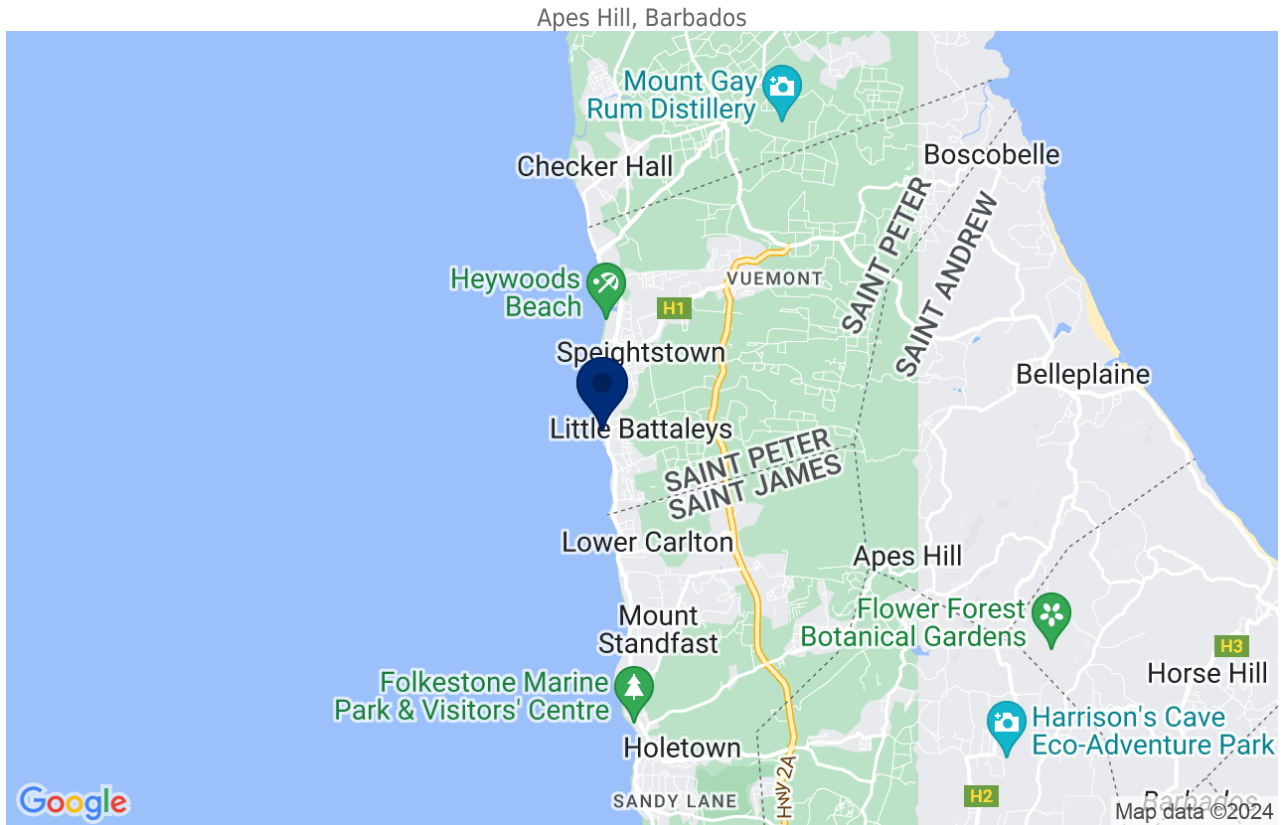 Apes Hill, Barbados
Mount Gay
Rum Distillery
Checker Hall
Boscobelle
SAINT PETER
SAINT ANDREW
Heywoods
Beach
VUEMONT
H1
Speightstown
Belleplaine
Little Battaleys
SAINT PETER
SAINT JAMES
Lower Carlton
Apes Hill
Mount
Standfast
Flower Forest
Botanical Gardens
H3
Horse Hill
Folkestone Marine
Park & Visitors' Centre
Harrison's Cave
Eco-Adventure Park
Holetown
HWY 2A
SANDY LANE
H2
Barbados
Google
Map data ©2024